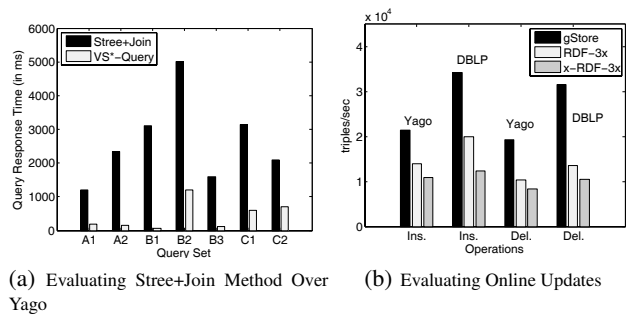 6000
5000
4000
3000
2000
1000
0
Query Response Time (in ms)
Stree+Join
VS*-Query
A1 A2 B1 B2 B3 C1 C2
Query Set
(a) Evaluating Stree+Join Method Over
Yago
x 10^4
4
3
2
1
0
triples/sec
gStore
RDF-3x
x-RDF-3x
Yago
DBLP
Yago
DBLP
Ins. Ins. Del. Del.
Operations
(b) Evaluating Online Updates